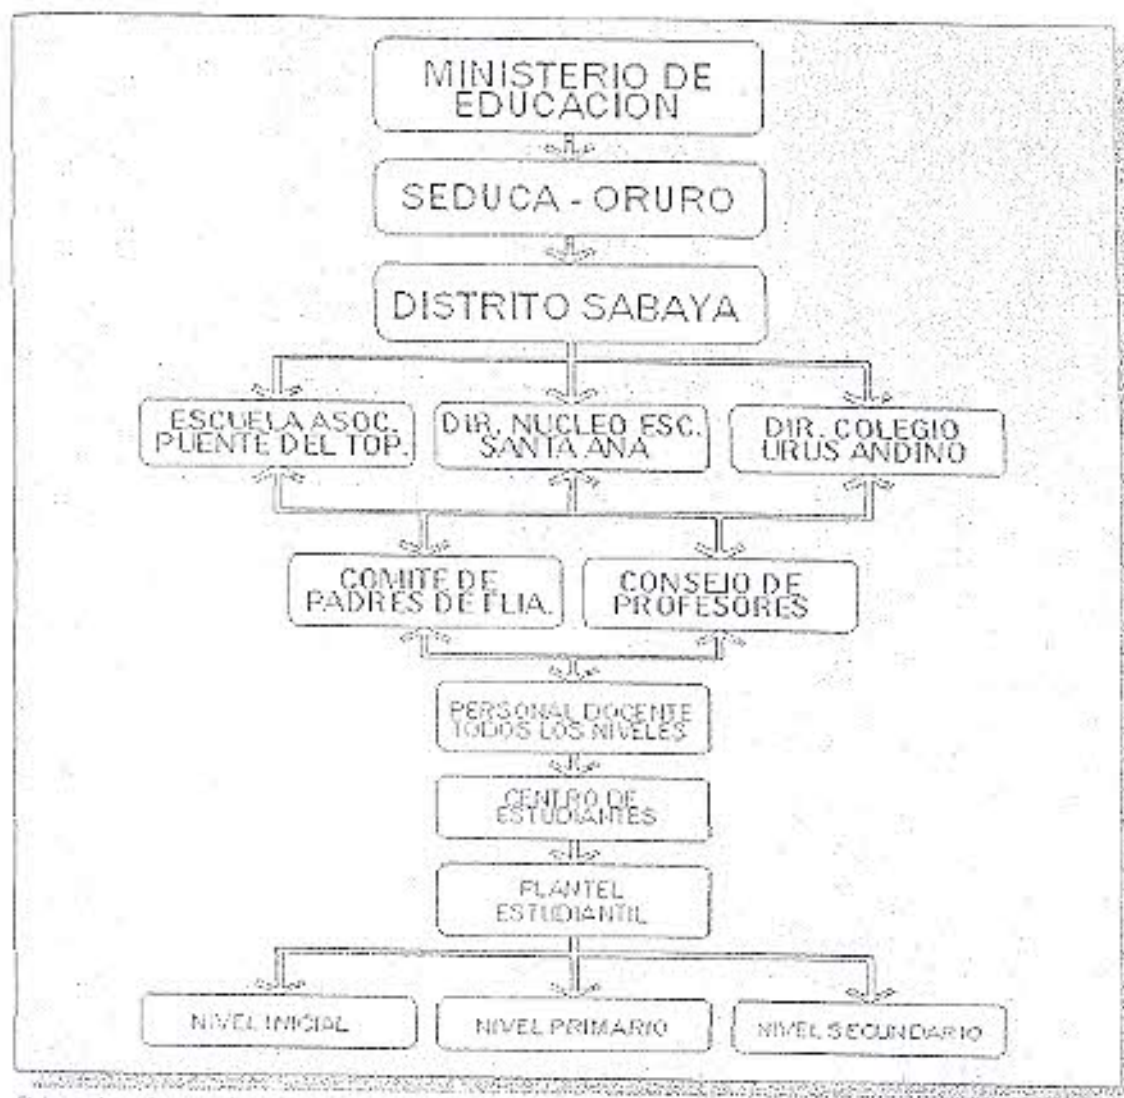 MINISTERIO DE
EDUCACION
SEDUCA - ORURO
DISTRITO SABAYA
ESCUELA ASOC.
PUENTE DEL TOP.
DIR. NUCLEO ESC.
SANTA ANA
DIR. COLEGIO
URUS ANDINO
COMITE DE
PADRES DE FLIA.
CONSEJO DE
PROFESORES
PERSONAL DOCENTE
TODOS LOS NIVELES
CENTRO DE
ESTUDIANTES
PLANTEL
ESTUDIANTIL
NIVEL INICIAL
NIVEL PRIMARIO
NIVEL SECUNDARIO